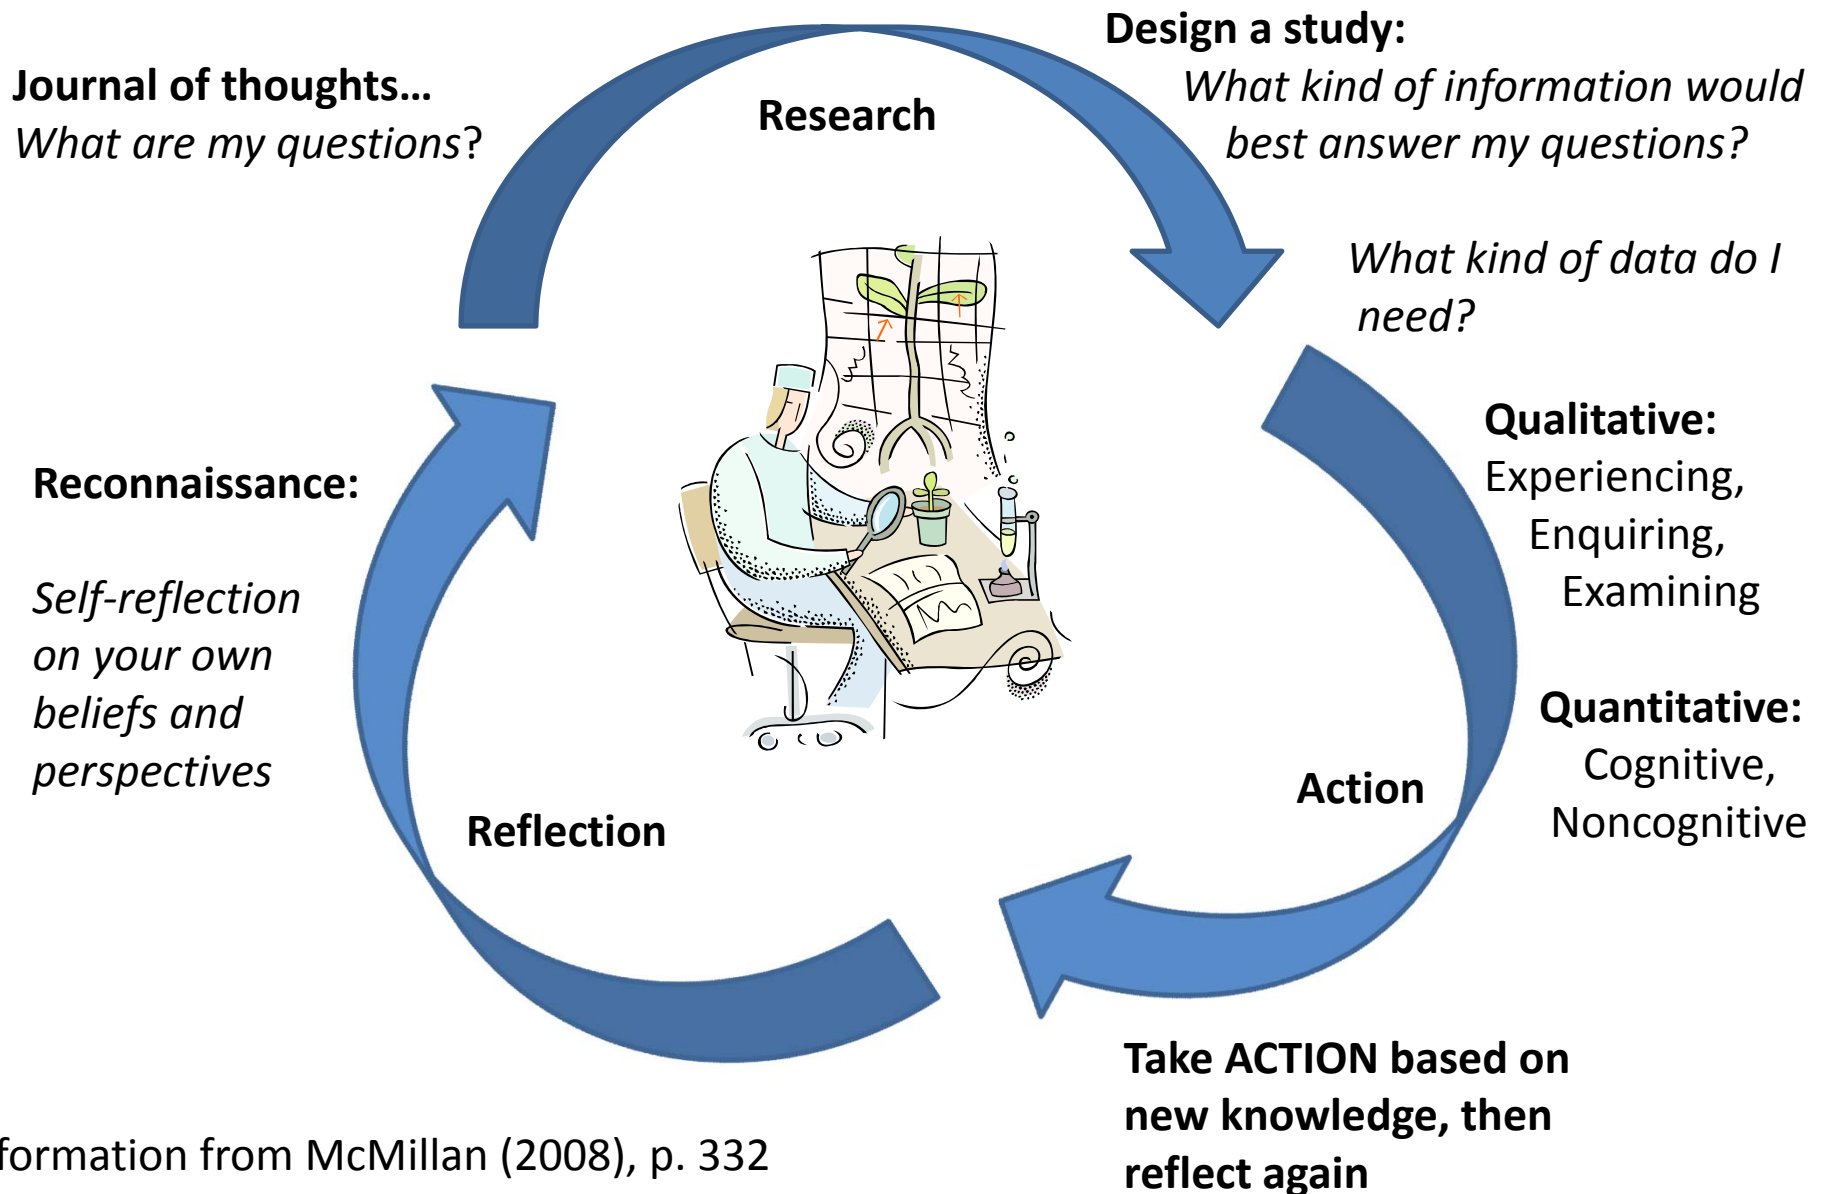 Journal of thoughts…
What are my questions?
Research
Design a study:
What kind of information would
best answer my questions?
What kind of data do I
need?
Qualitative:
Experiencing,
Enquiring,
Examining
Quantitative:
Cognitive,
Noncognitive
Action
Take ACTION based on
new knowledge, then
reflect again
Reflection
Reconnaissance:
Self-reflection
on your own
beliefs and
perspectives
formation from McMillan (2008), p. 332